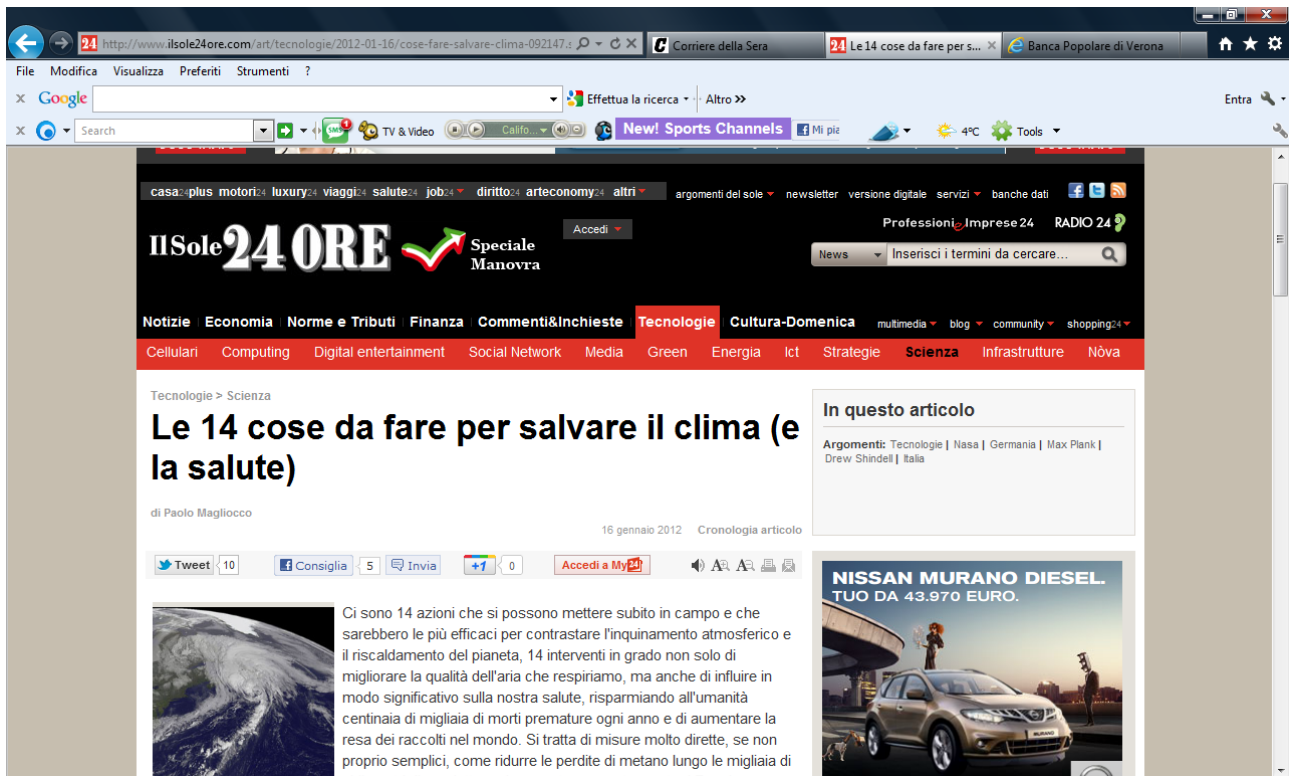 http://www.ilsole24ore.com/art/tecnologie/2012-01-16/cose-fare-salvare-clima-092147.s
Corriere della Sera
24 Le 14 cose da fare per s...
Banca Popolare di Verona
File Modifica Visualizza Preferiti Strumenti ?
x Google Effettua la ricerca Altro >> Entra
x Search SMS TV & Video Califo... New! Sports Channels Mi pia 4°C Tools
casa24plus motori24 luxury24 viaggi24 salute24 job24 diritto24 arteconomy24 altri argomenti del sole newsletter versione digitale servizi banche dati
Professioni e Imprese24 RADIO 24
Il Sole 24 ORE Speciale Manovra
Accedi
News Inserisci i termini da cercare...
Notizie Economia Norme e Tributi Finanza Commenti&Inchieste Tecnologie Cultura-Domenica multimedia blog community shopping24
Cellulari Computing Digital entertainment Social Network Media Green Energia Ict Strategie Scienza Infrastrutture Nòva
Tecnologie > Scienza
Le 14 cose da fare per salvare il clima (e
la salute)
di Paolo Magliocco
16 gennaio 2012 Cronologia articolo
Tweet 10 Consiglia 5 Invia +1 0 Accedi a My24
Ci sono 14 azioni che si possono mettere subito in campo e che
sarebbero le più efficaci per contrastare l'inquinamento atmosferico e
il riscaldamento del pianeta, 14 interventi in grado non solo di
migliorare la qualità dell'aria che respiriamo, ma anche di influire in
modo significativo sulla nostra salute, risparmiando all'umanità
centinaia di migliaia di morti premature ogni anno e di aumentare la
resa dei raccolti nel mondo. Si tratta di misure molto dirette, se non
proprio semplici, come ridurre le perdite di metano lungo le migliaia di
In questo articolo
Argomenti: Tecnologie | Nasa | Germania | Max Plank |
Drew Shindell | Italia
NISSAN MURANO DIESEL.
TUO DA 43.970 EURO.
MURANO